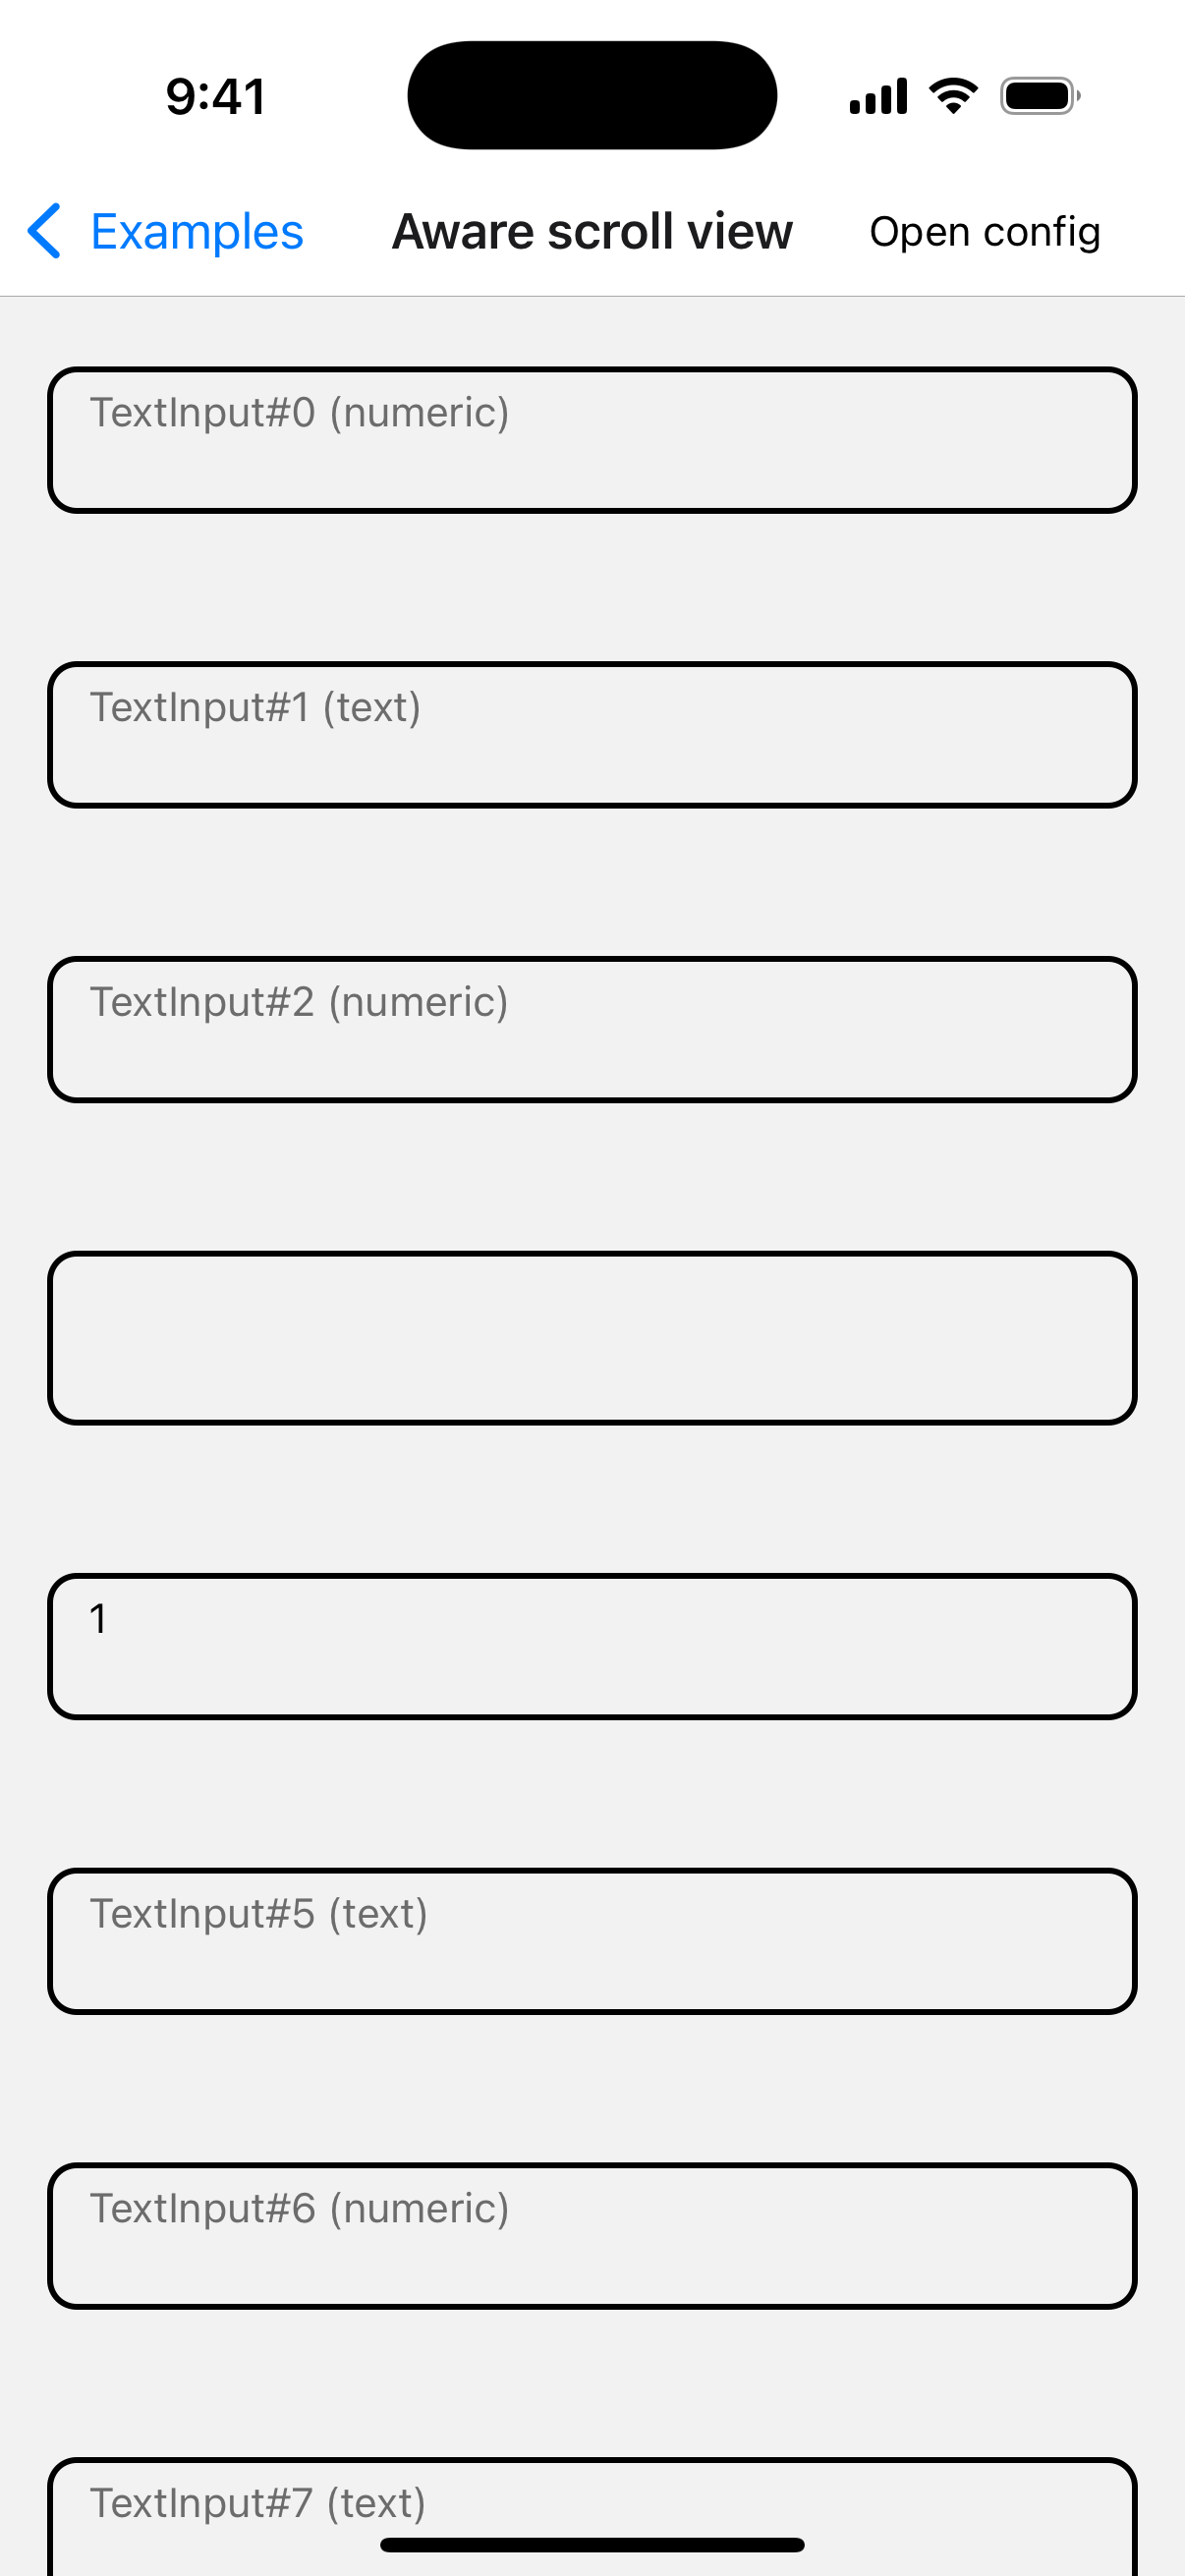 9:41
Examples
Aware scroll view
Open config
TextInput#0 (numeric)
TextInput#1 (text)
TextInput#2 (numeric)
1
TextInput#5 (text)
TextInput#6 (numeric)
TextInput#7 (text)